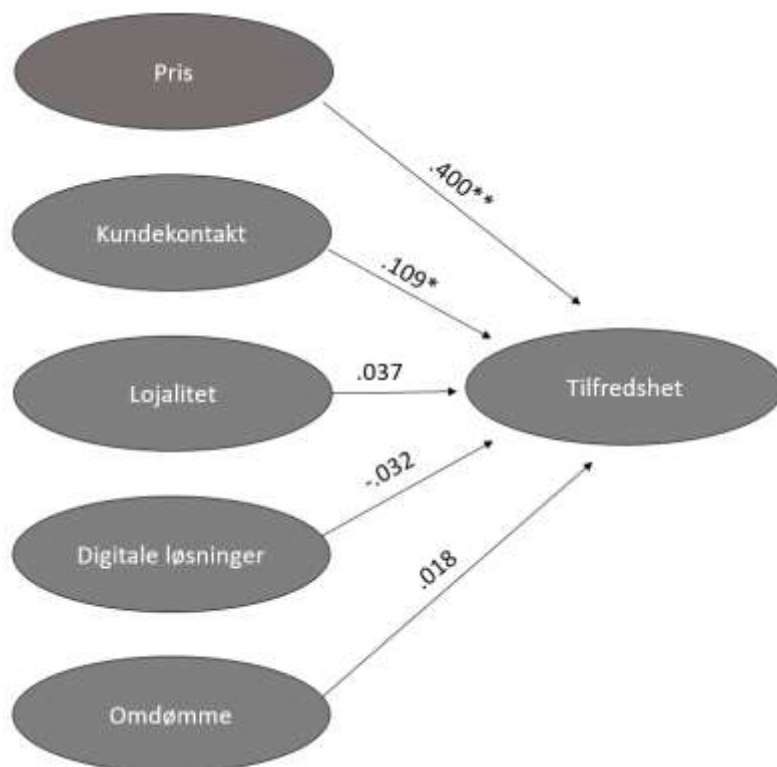 Pris
.400**
Kundekontakt
.109*
Lojalitet
.037
Tilfredshet
-.032
Digitale løsninger
.018
Omdømme